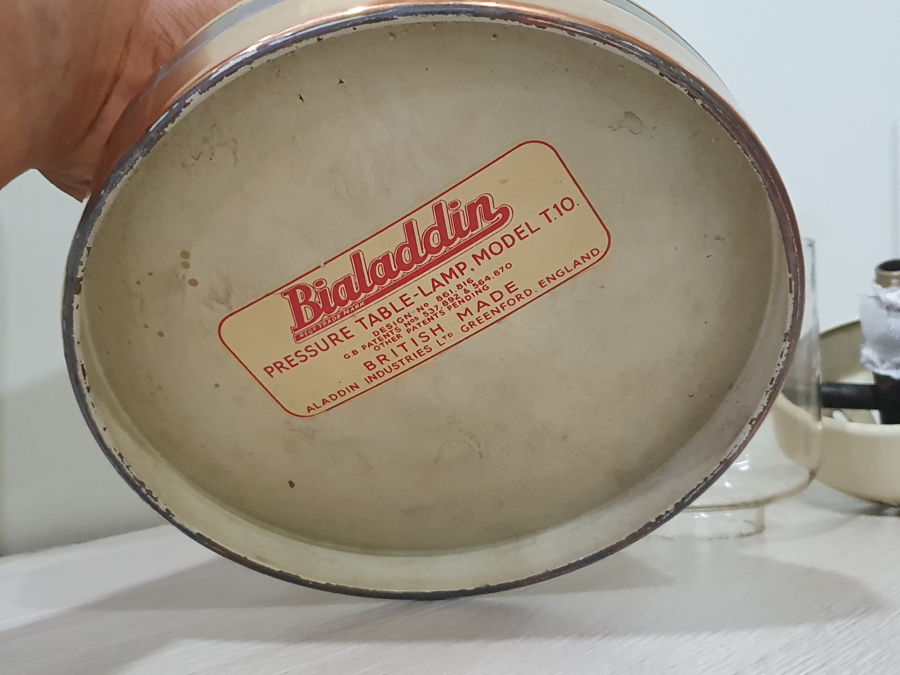 Bialaddin
REGD TRADE MARK
PRESSURE TABLE-LAMP, MODEL T.10.
DESIGN Nº 861,816
G.B PATENTS Nos 537,892 & 564,870
OTHER PATENTS PENDING
BRITISH MADE
ALADDIN INDUSTRIES LTD GREENFORD. ENGLAND